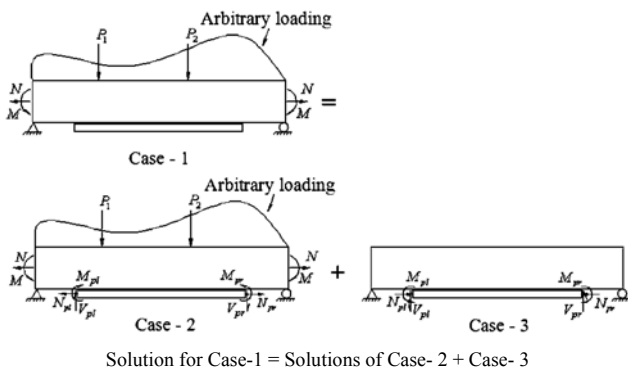 Arbitrary loading
P1 P2
N N
M M
=
Case - 1
Arbitrary loading
P1 P2
N N
M M
Mpl Mpr
Npl Npr
Vpl Vpr
Case - 2
+
Mpl Mpr
Npl Npr
Vpl Vpr
Case - 3
Solution for Case-1 = Solutions of Case- 2 + Case- 3